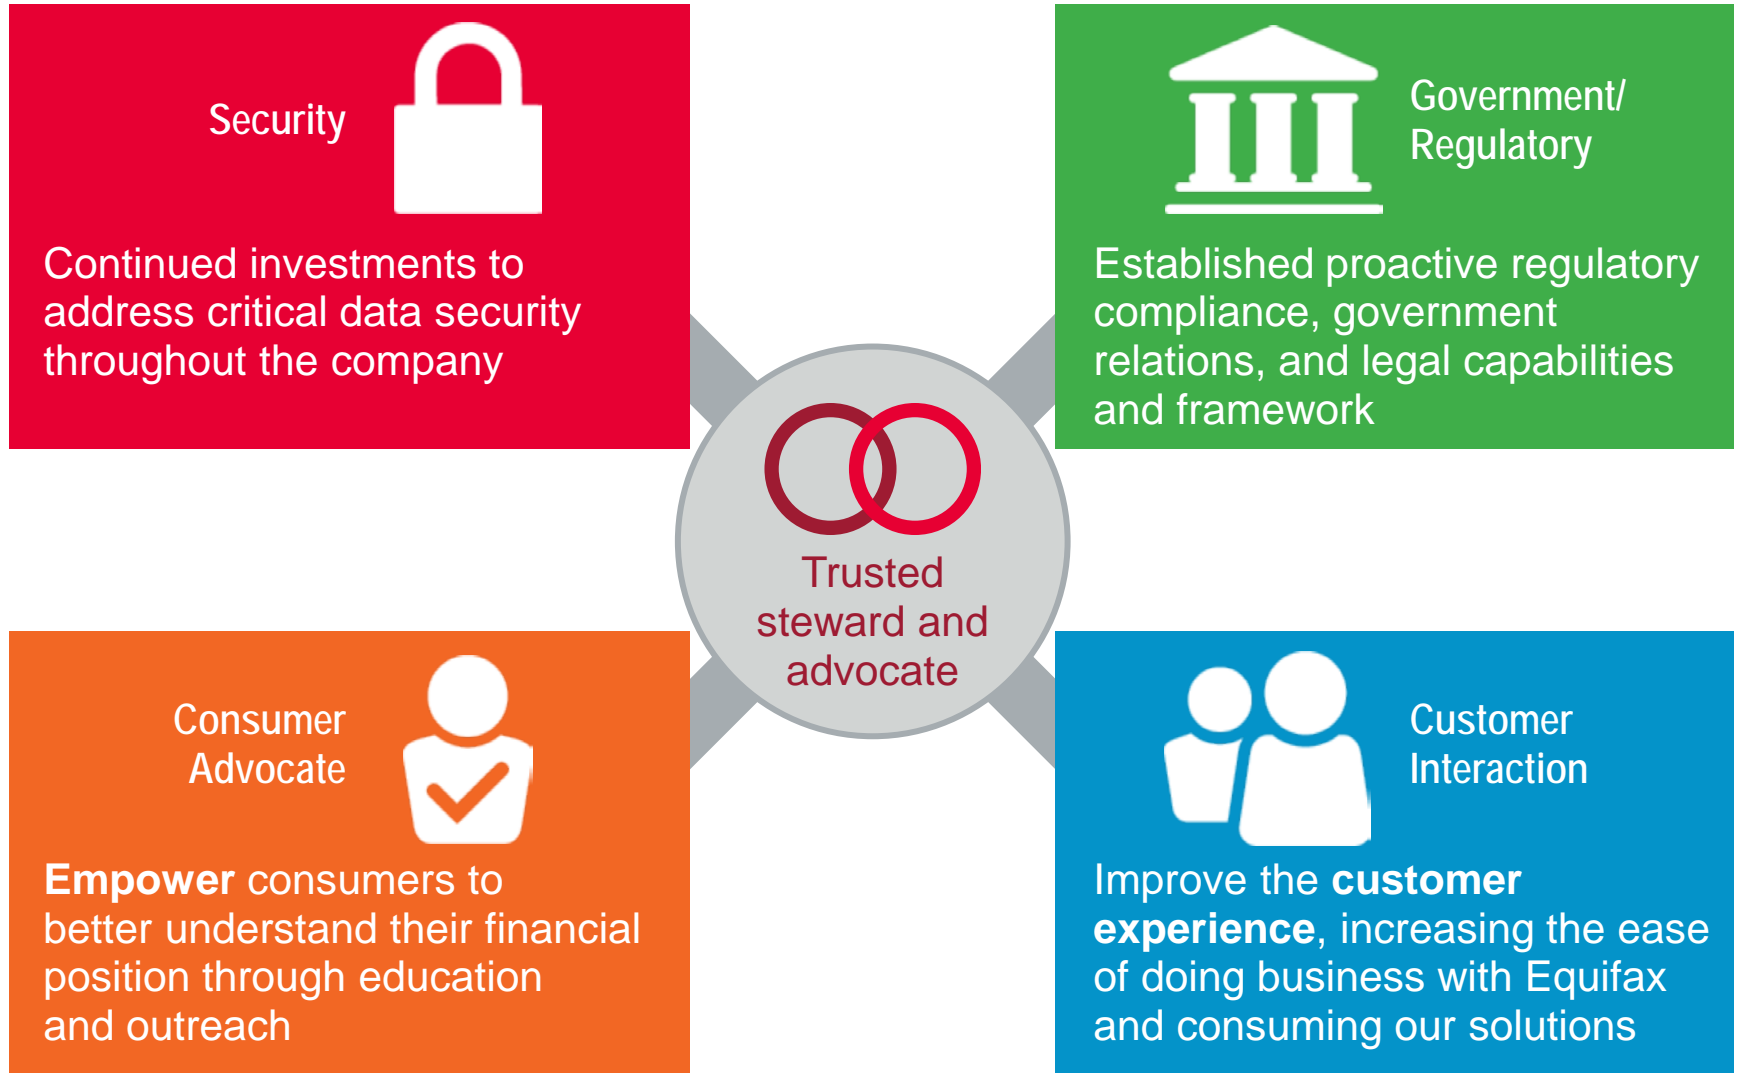 Security
Continued investments to
address critical data security
throughout the company
Government/
Regulatory
Established proactive regulatory
compliance, government
relations, and legal capabilities
and framework
Trusted
steward and
advocate
Consumer
Advocate
Empower consumers to
better understand their financial
position through education
and outreach
Customer
Interaction
Improve the customer
experience, increasing the ease
of doing business with Equifax
and consuming our solutions